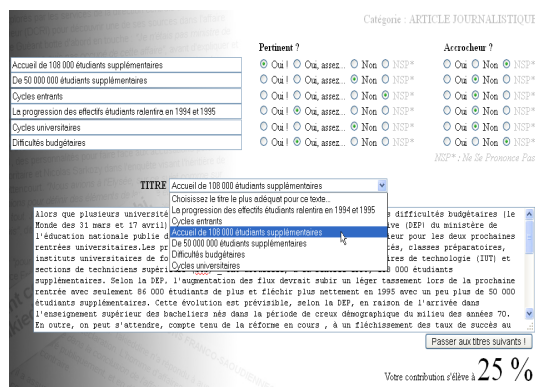 Catégorie : ARTICLE JOURNALISTIQUE
Pertinent ? Accrocheur ?
Accueil de 108 000 étudiants supplémentaires Oui ! Oui, assez... Non NSP* Oui Non NSP*
De 50 000 000 étudiants supplémentaires Oui ! Oui, assez... Non NSP* Oui Non NSP*
Cycles entrants Oui ! Oui, assez... Non NSP* Oui Non NSP*
La progression des effectifs étudiants ralentira en 1994 et 1995 Oui ! Oui, assez... Non NSP* Oui Non NSP*
Cycles universitaires Oui ! Oui, assez... Non NSP* Oui Non NSP*
Difficultés budgétaires Oui ! Oui, assez... Non NSP* Oui Non NSP*
NSP* : Ne Se Prononce Pas
TITRE Accueil de 108 000 étudiants supplémentaires
Choisissez le titre le plus adéquat pour ce texte...
La progression des effectifs étudiants ralentira en 1994 et 1995
Cycles entrants
Accueil de 108 000 étudiants supplémentaires
De 50 000 000 étudiants supplémentaires
Difficultés budgétaires
Cycles universitaires
Alors que plusieurs université difficultés budgétaires (le
Monde des 31 mars et 17 avril) ive (DEP) du ministère de
l'éducation nationale publie d eur pour les deux prochaines
rentrées universitaires.Les pr és, classes préparatoires,
instituts universitaires de fo res de technologie (IUT) et
sections de techniciens supérie 8 000 étudiants
supplémentaires. Selon la DEP, l'augmentation des flux devrait subir un léger tassement lors de la prochaine
rentrée avec seulement 86 000 étudiants de plus et fléchir plus nettement en 1995 avec un peu plus de 50 000
étudiants supplémentaires. Cette évolution est prévisible, selon la DEP, en raison de l'arrivée dans
l'enseignement supérieur des bacheliers nés dans la période de creux démographique du milieu des années 70.
En outre, on peut s'attendre, compte tenu de la réforme en cours , à un fléchissement des taux de succès au
Passer aux titres suivants !
Votre contribution s'élève à 25 %